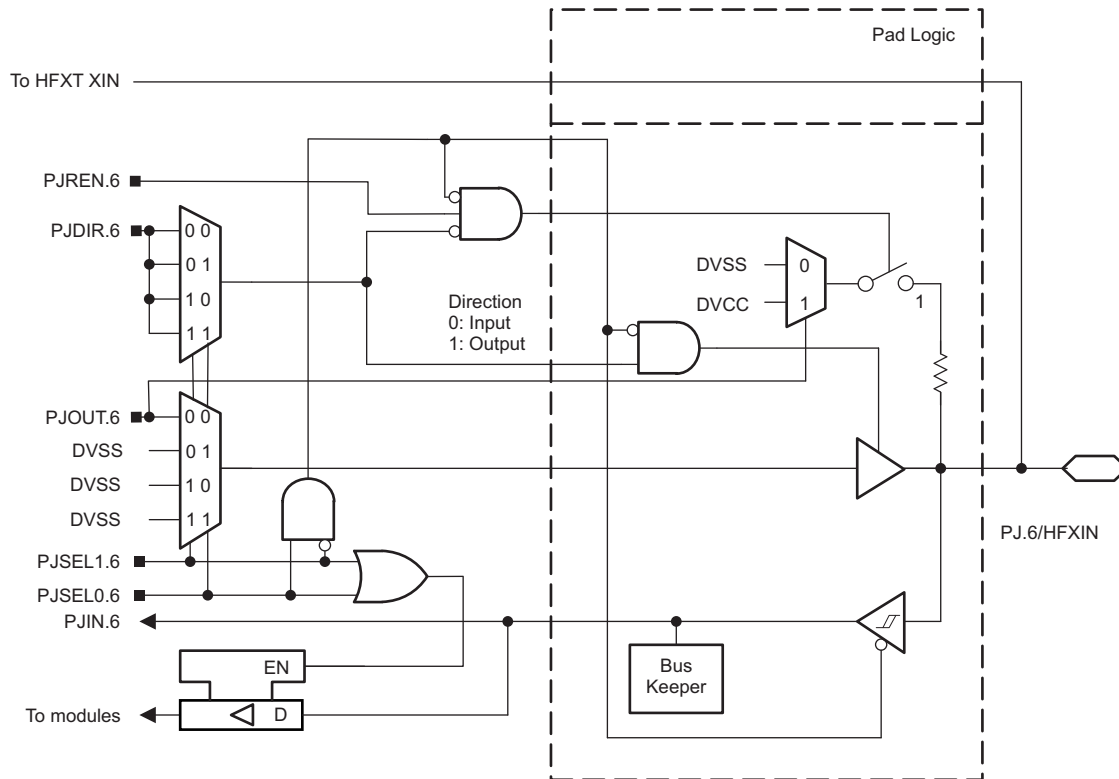 Pad Logic
To HFXT XIN
PJREN.6
PJDIR.6
0 0
0 1
1 0
1 1
Direction
0: Input
1: Output
DVSS
0
DVCC
1
1
PJOUT.6
0 0
DVSS
0 1
DVSS
1 0
DVSS
1 1
PJSEL1.6
PJSEL0.6
PJIN.6
PJ.6/HFXIN
EN
D
To modules
Bus
Keeper